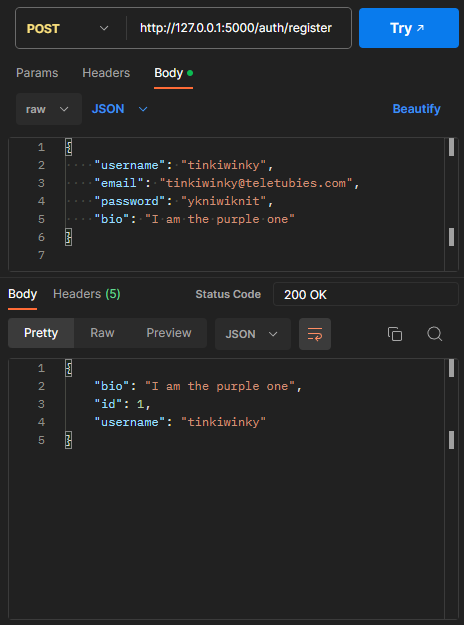 POST http://127.0.0.1:5000/auth/register Try ↗
Params Headers Body
raw JSON Beautify
1 {
2 "username": "tinkiwinky",
3 "email": "tinkiwinky@teletubies.com",
4 "password": "ykniwiknit",
5 "bio": "I am the purple one"
6 }
7
Body Headers (5) Status Code 200 OK
Pretty Raw Preview JSON
1 {
2 "bio": "I am the purple one",
3 "id": 1,
4 "username": "tinkiwinky"
5 }